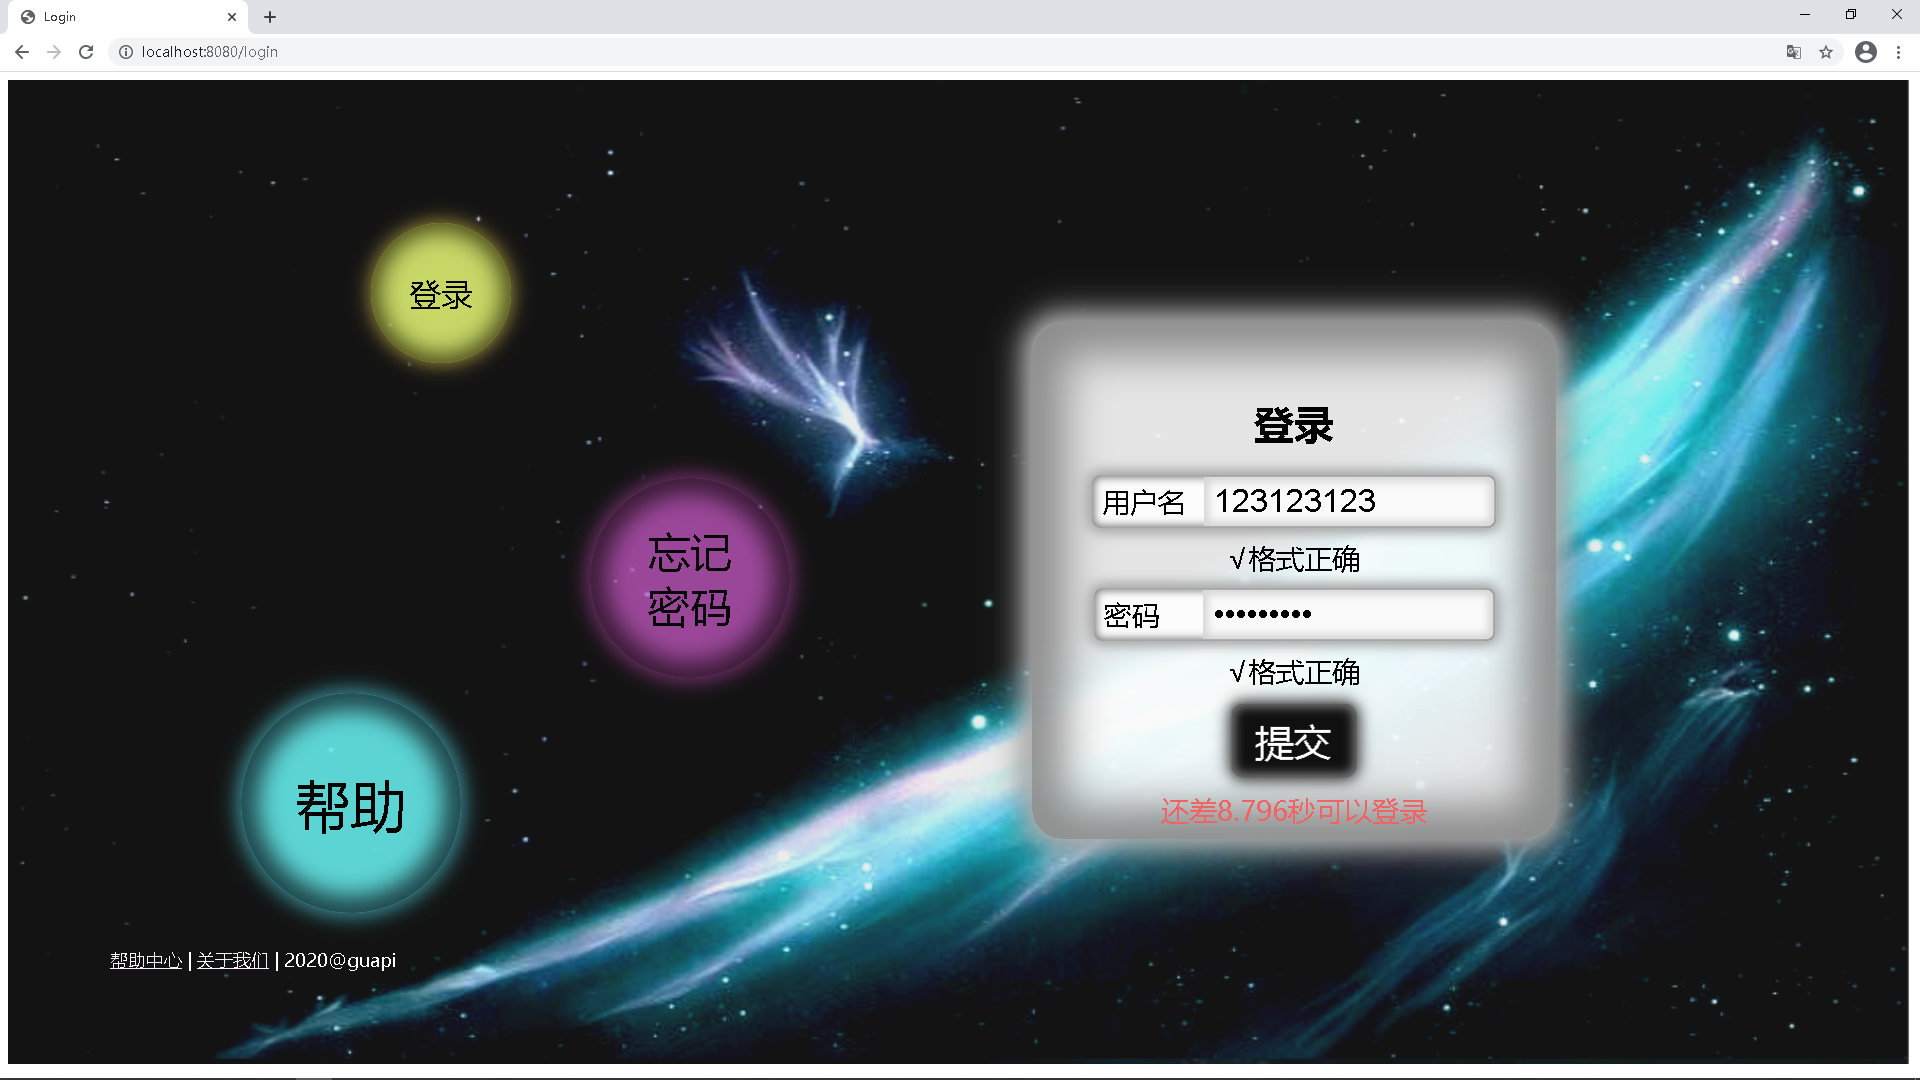 Login
localhost:8080/login
登录
忘记
密码
帮助
登录
用户名 123123123
√格式正确
密码 •••••••••
√格式正确
提交
还差8.796秒可以登录
帮助中心 | 关于我们 | 2020@guapi